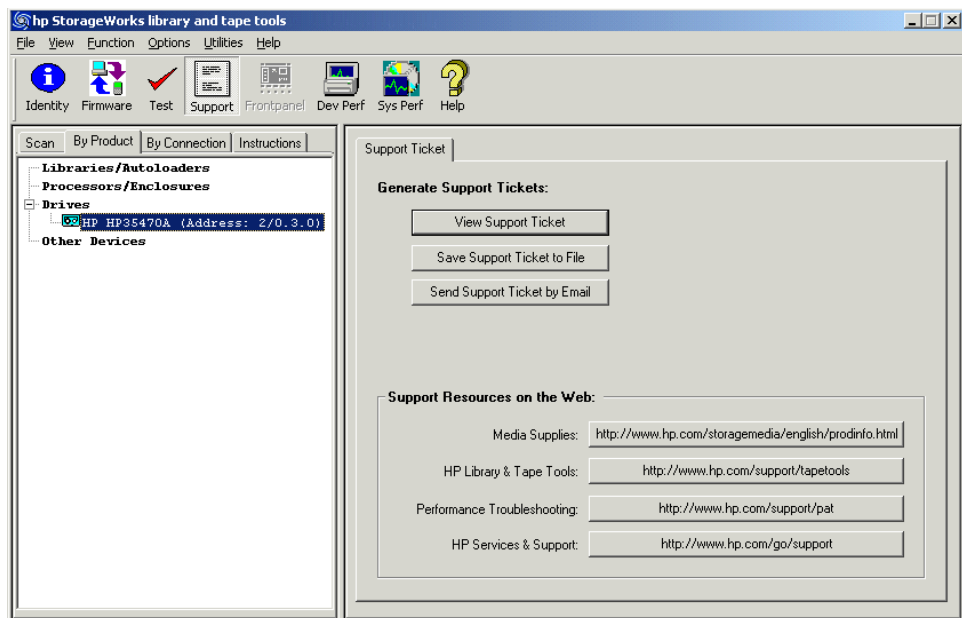 hp StorageWorks library and tape tools
File View Function Options Utilities Help
Identity Firmware Test Support Frontpanel Dev Perf Sys Perf Help
Scan By Product By Connection Instructions
Libraries/Autoloaders
Processors/Enclosures
Drives
HP HP35470A (Address: 2/0.3.0)
Other Devices
Support Ticket
Generate Support Tickets:
View Support Ticket
Save Support Ticket to File
Send Support Ticket by Email
Support Resources on the Web:
Media Supplies: http://www.hp.com/storagemedia/english/prodinfo.html
HP Library & Tape Tools: http://www.hp.com/support/tapetools
Performance Troubleshooting: http://www.hp.com/support/pat
HP Services & Support: http://www.hp.com/go/support